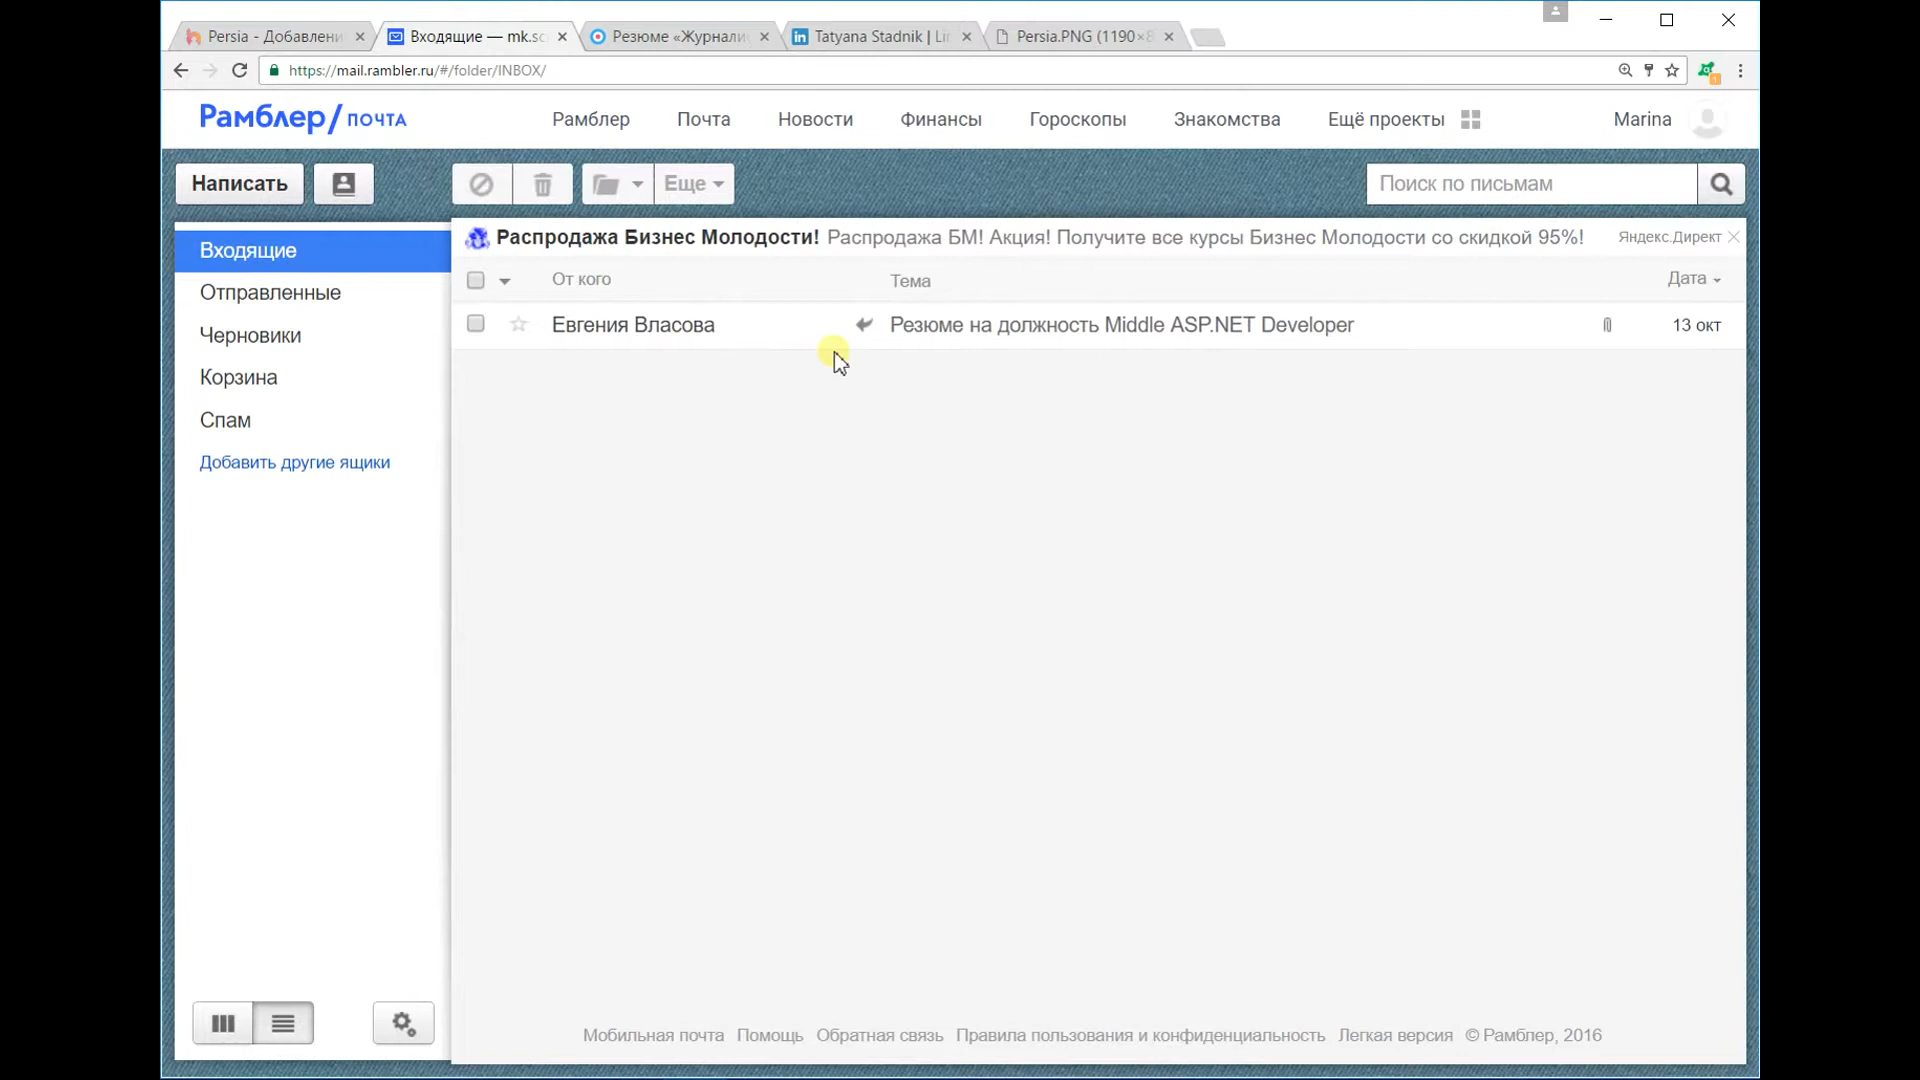 Persia - Добавлени
Входящие — mk.sc
Резюме «Журналис
Tatyana Stadnik | Li
Persia.PNG (1190×8
https://mail.rambler.ru/#/folder/INBOX/
Рамблер/почта
Рамблер
Почта
Новости
Финансы
Гороскопы
Знакомства
Ещё проекты
Marina
Написать
Еще
Поиск по письмам
Входящие
Отправленные
Черновики
Корзина
Спам
Добавить другие ящики
Распродажа Бизнес Молодости! Распродажа БМ! Акция! Получите все курсы Бизнес Молодости со скидкой 95%! Яндекс.Директ
От кого Тема Дата
Евгения Власова Резюме на должность Middle ASP.NET Developer 13 окт
Мобильная почта Помощь Обратная связь Правила пользования и конфиденциальность Легкая версия © Рамблер, 2016